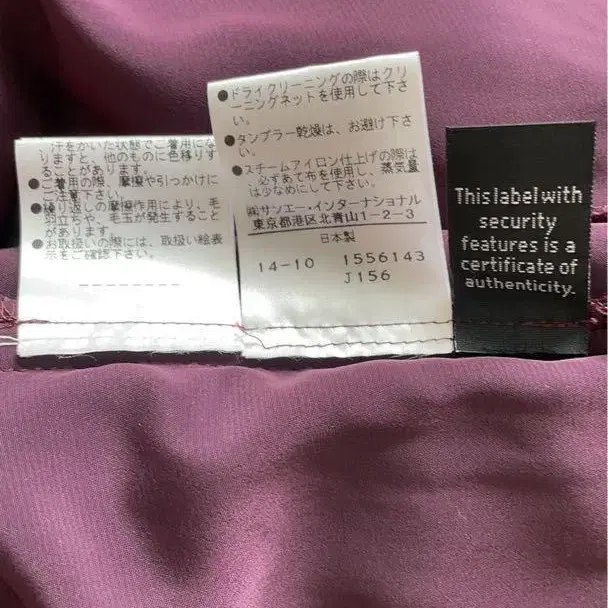 汗をかいた状態でご着用にな
りますと、他のものに色移りす
ることがあります。
●ご着用の際、摩擦や引っかけに
ご注意下さい。
●繰り返しの摩擦作用により、毛
羽立ちや、毛玉が発生すること
があります。
●お取扱いの際には、取扱い絵表
示をご確認下さい。
●ドライクリーニングの際はクリ
ーニングネットを使用して下さ
い。
●タンブラー乾燥は、お避け下さ
い。
●スチームアイロン仕上げの際は
必ずあて布を使用し、蒸気量
は少なめにして下さい。
㈱サンエー・インターナショナル
東京都港区北青山1-2-3
日本製
14-10 1556143
J156
This label with
security
features is a
certificate of
authenticity.